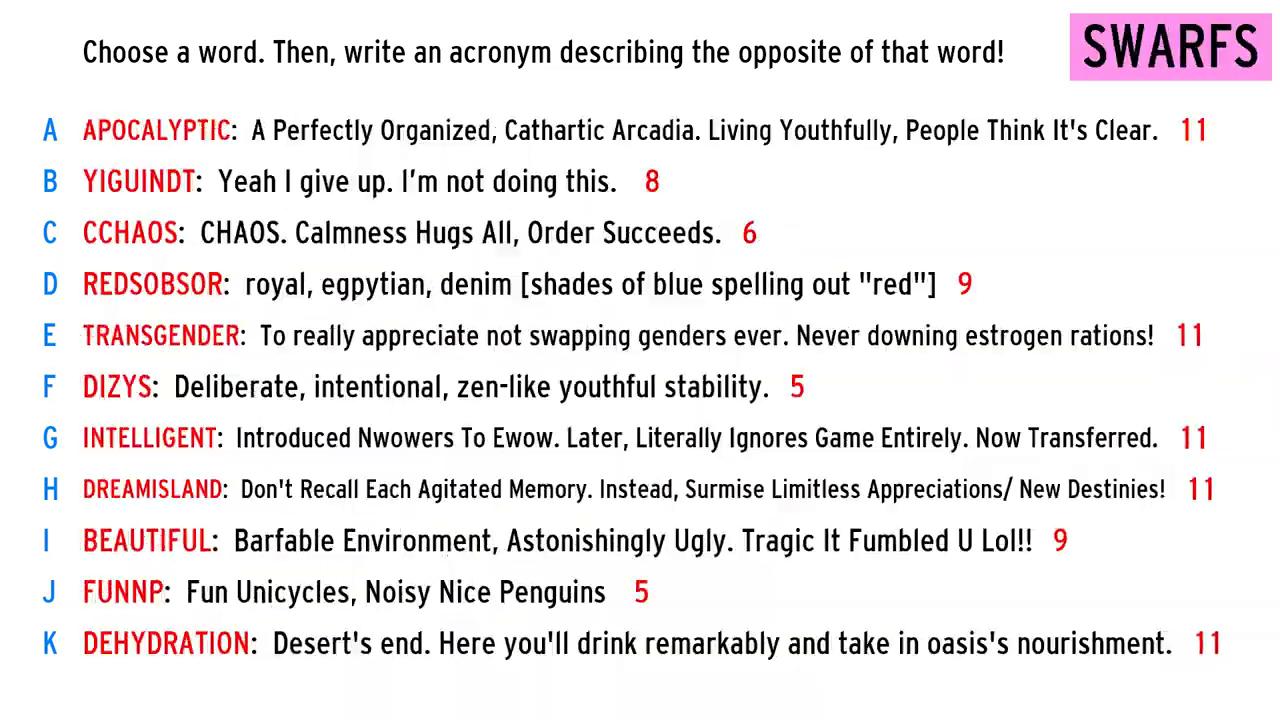 Choose a word. Then, write an acronym describing the opposite of that word!
SWARFS
A APOCALYPTIC: A Perfectly Organized, Cathartic Arcadia. Living Youthfully, People Think It's Clear. 11
B YIGUINDT: Yeah I give up. I’m not doing this. 8
C CCHAOS: CHAOS. Calmness Hugs All, Order Succeeds. 6
D REDSOBSOR: royal, egpytian, denim [shades of blue spelling out "red"] 9
E TRANSGENDER: To really appreciate not swapping genders ever. Never downing estrogen rations! 11
F DIZYS: Deliberate, intentional, zen-like youthful stability. 5
G INTELLIGENT: Introduced Nwowers To Ewow. Later, Literally Ignores Game Entirely. Now Transferred. 11
H DREAMISLAND: Don't Recall Each Agitated Memory. Instead, Surmise Limitless Appreciations/ New Destinies! 11
I BEAUTIFUL: Barfable Environment, Astonishingly Ugly. Tragic It Fumbled U Lol!! 9
J FUNNP: Fun Unicycles, Noisy Nice Penguins 5
K DEHYDRATION: Desert's end. Here you'll drink remarkably and take in oasis's nourishment. 11